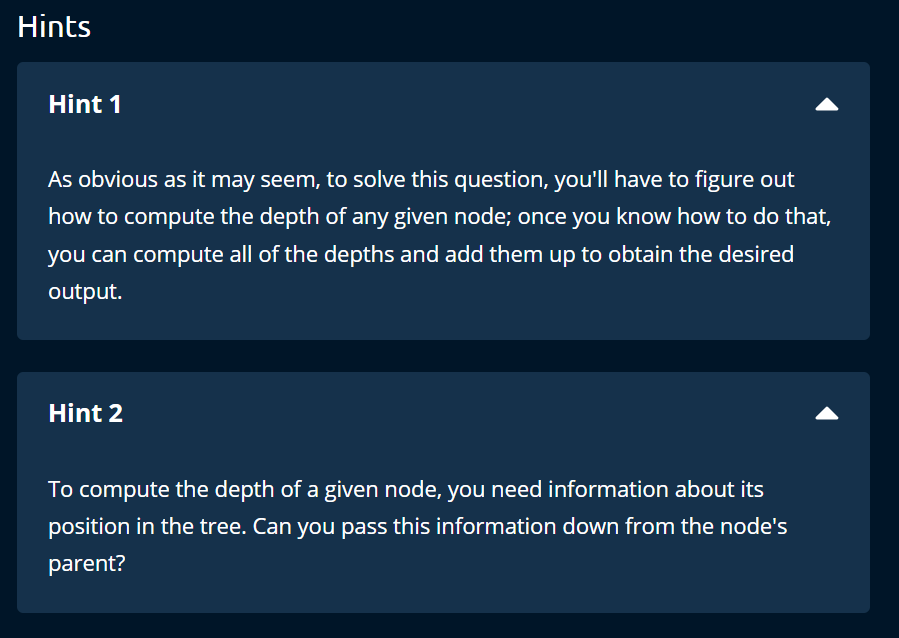 Hints
Hint 1
As obvious as it may seem, to solve this question, you'll have to figure out
how to compute the depth of any given node; once you know how to do that,
you can compute all of the depths and add them up to obtain the desired
output.
Hint 2
To compute the depth of a given node, you need information about its
position in the tree. Can you pass this information down from the node's
parent?